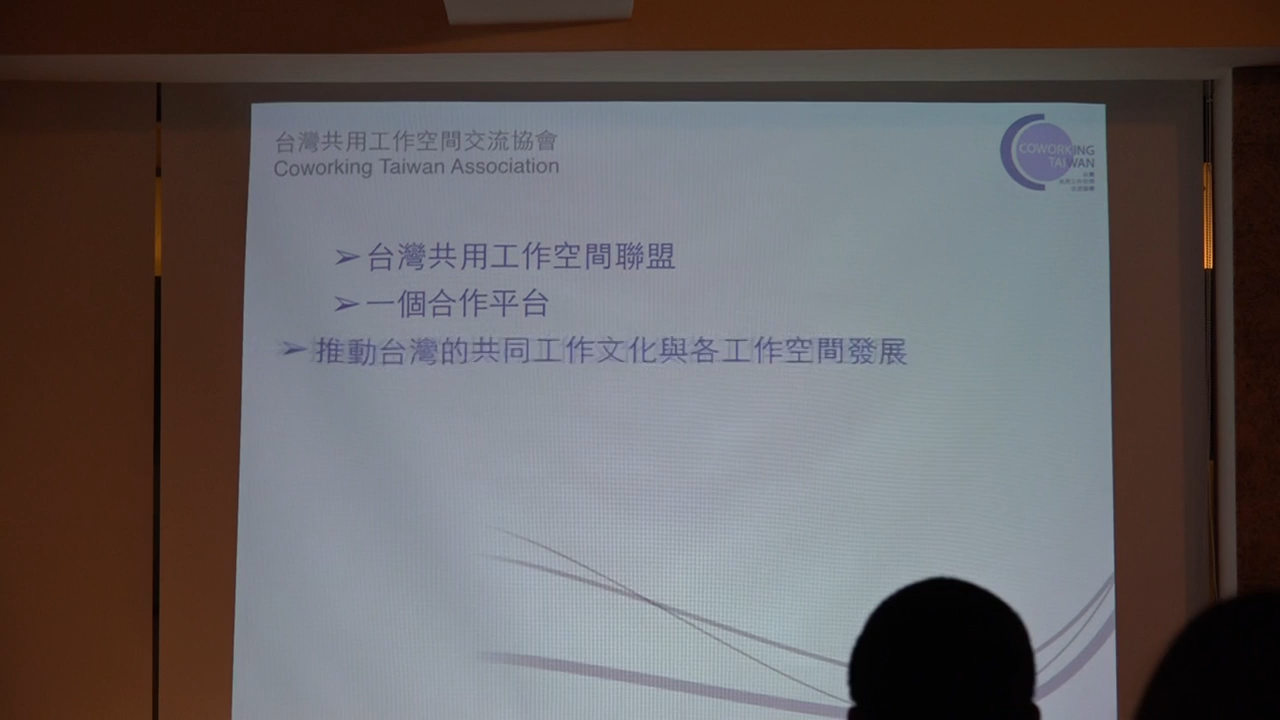 台灣共用工作空間交流協會
Coworking Taiwan Association
COWORKING
TAIWAN
➢台灣共用工作空間聯盟
➢一個合作平台
➢推動台灣的共同工作文化與各工作空間發展